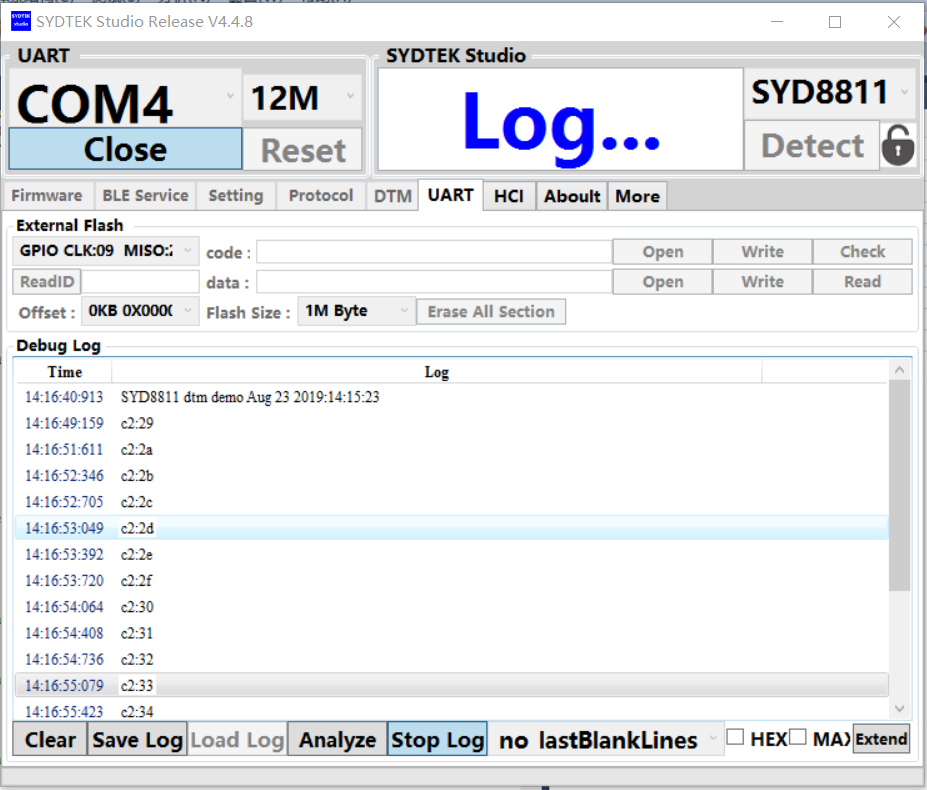 SYDTEK Studio Release V4.4.8
UART
SYDTEK Studio
COM4
12M
Log...
SYD8811
Close
Reset
Detect
Firmware BLE Service Setting Protocol DTM UART HCI Aboult More
External Flash
GPIO CLK:09 MISO: code : Open Write Check
ReadID data : Open Write Read
Offset : 0KB 0X000 Flash Size : 1M Byte Erase All Section
Debug Log
Time Log
14:16:40:913 SYD8811 dtm demo Aug 23 2019:14:15:23
14:16:49:159 c2:29
14:16:51:611 c2:2a
14:16:52:346 c2:2b
14:16:52:705 c2:2c
14:16:53:049 c2:2d
14:16:53:392 c2:2e
14:16:53:720 c2:2f
14:16:54:064 c2:30
14:16:54:408 c2:31
14:16:54:736 c2:32
14:16:55:079 c2:33
14:16:55:423 c2:34
Clear Save Log Load Log Analyze Stop Log no lastBlankLines HEX MAX Extend